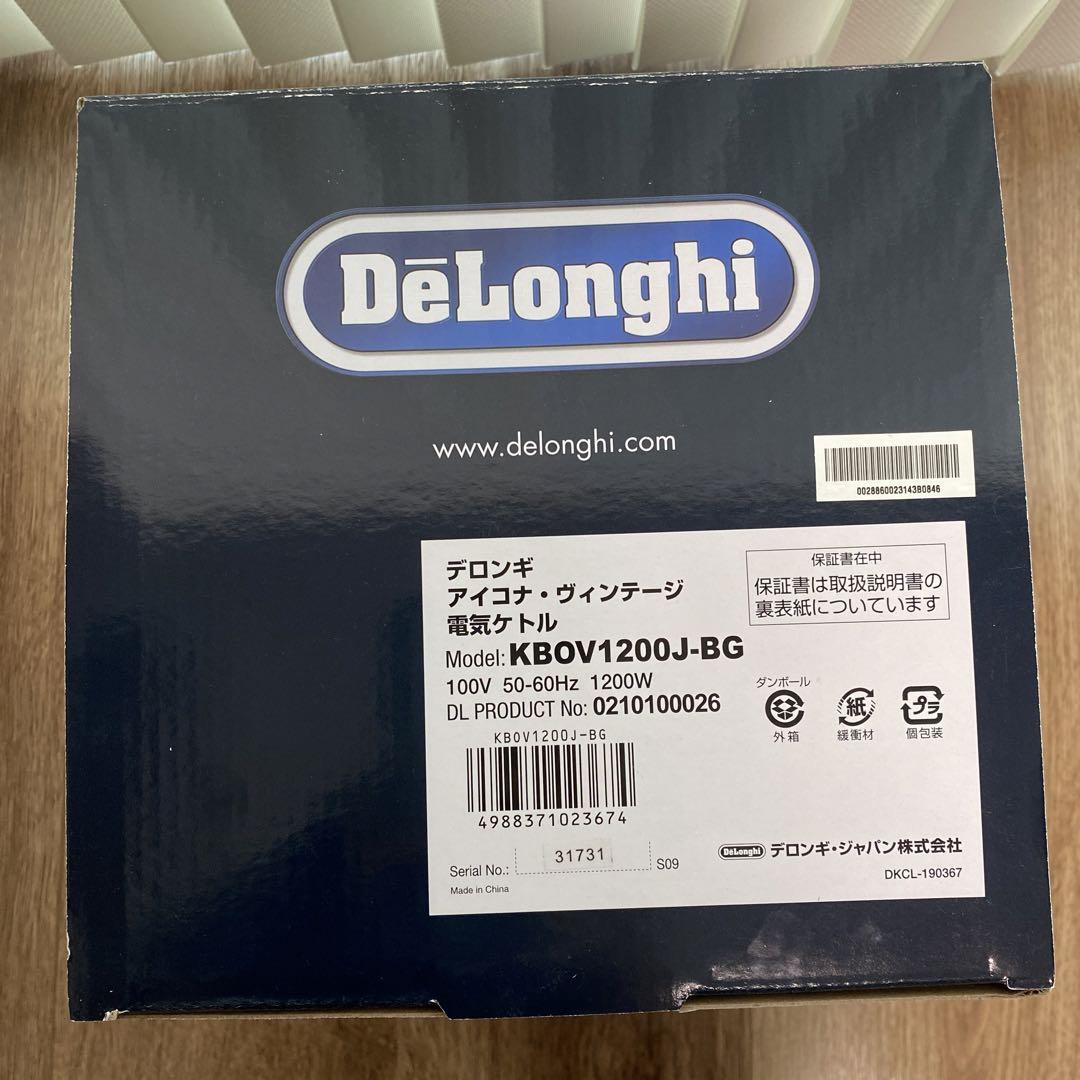 DeLonghi
www.delonghi.com
0028860023143B0846
デロンギ
アイコナ・ヴィンテージ
電気ケトル
Model: KBOV1200J-BG
100V 50-60Hz 1200W
DL PRODUCT No: 0210100026
保証書在中
保証書は取扱説明書の
裏表紙についています
ダンボール
外箱
紙
緩衝材
プラ
個包装
KBOV1200J-BG
4988371023674
Serial No.: 31731 S09
Made in China
DeLonghi デロンギ・ジャパン株式会社
DKCL-190367